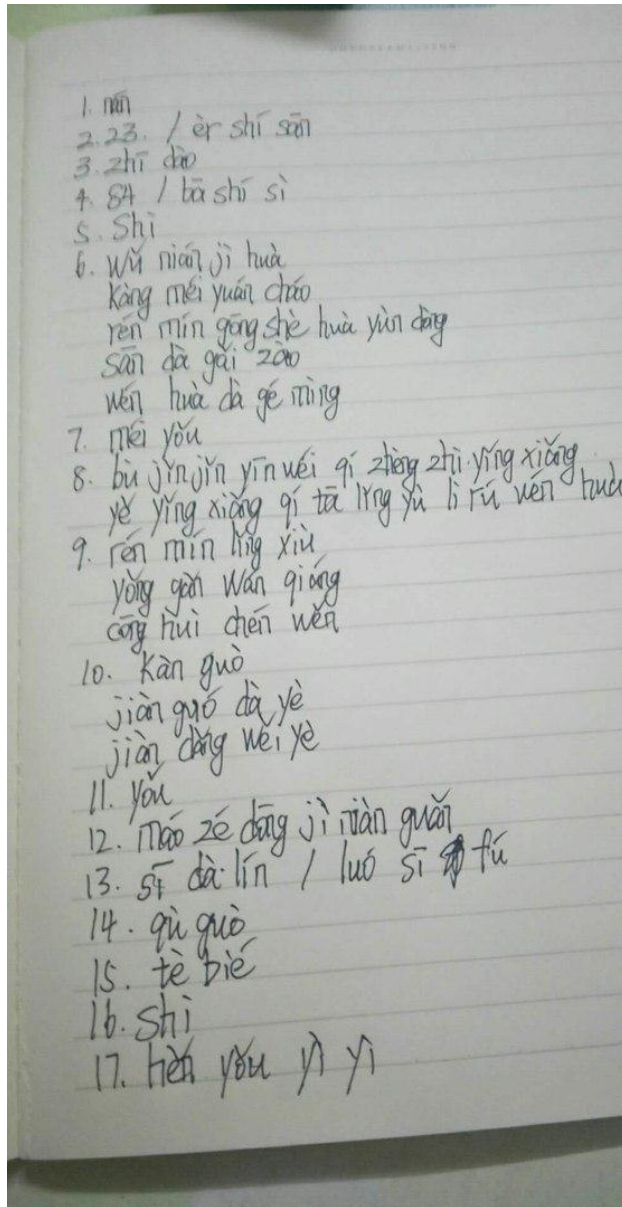 1. nán
2. 23. / èr shí sān
3. zhī dào
4. 84 / bā shí sì
5. Shì
6. wǔ nián jì huà
kàng měi yuán cháo
rén mín gōng shè huà yùn dòng
sān dà gǎi zào
wén huà dà gé mìng
7. méi yǒu
8. bù jǐn jǐn yīn wéi qí zhèng zhì yǐng xiǎng
yè yǐng xiǎng qí tā lǐng yù lì rú wén huà
9. rén mín lǐng xiù
yǒng gǎn wán qiáng
cōng huì chén wěn
10. kàn guò
jiàn guó dà yè
jiàn dǎng wěi yè
11. yǒu
12. máo zé dōng jì niàn guǎn
13. sī dà lín / luó sī fú
14. qù guò
15. tè bié
16. Shì
17. hěn yǒu yì yì